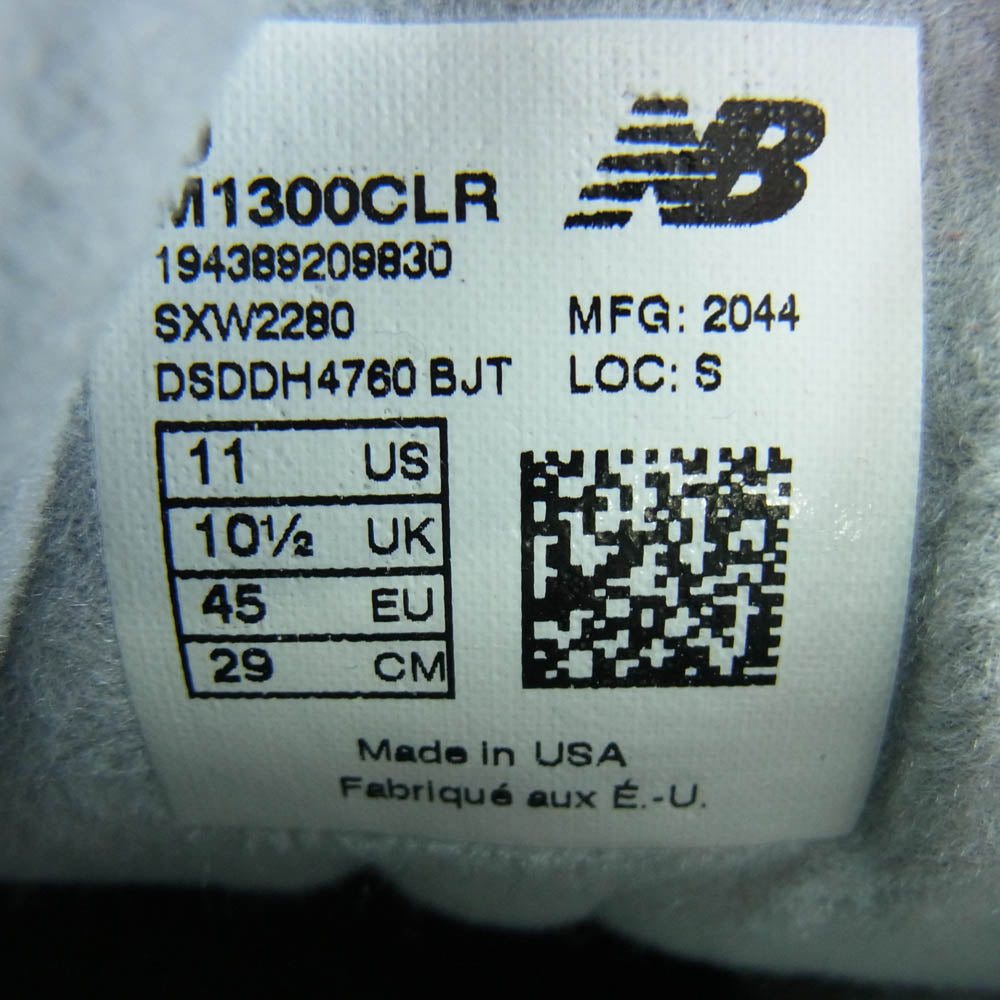 NB
M1300CLR
194389209830
SXW2280 MFG: 2044
DSDDH4760 BJT LOC: S
11 US
10½ UK
45 EU
29 CM
Made in USA
Fabriqué aux É.-U.